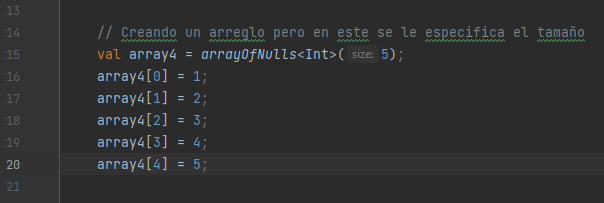 13
14 // Creando un arreglo pero en este se le especifica el tamaño
15 val array4 = arrayOfNulls<Int>( size: 5);
16 array4[0] = 1;
17 array4[1] = 2;
18 array4[2] = 3;
19 array4[3] = 4;
20 array4[4] = 5;
21